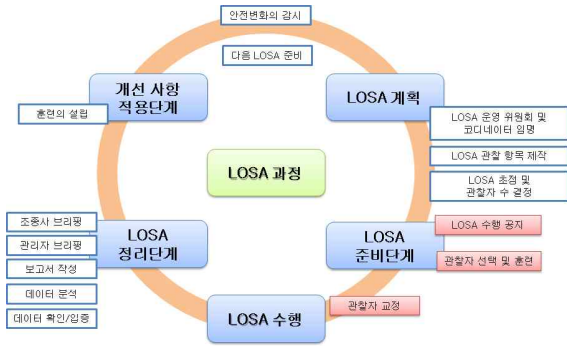 안전변화의 감시
다음 LOSA 준비
개선 사항
적용단계
훈련의 설립
LOSA 계획
LOSA 운영 위원회 및
코디네이터 임명
LOSA 관찰 항목 제작
LOSA 초점 및
관찰자 수 결정
LOSA 과정
LOSA
준비단계
LOSA 수행 공지
관찰자 선택 및 훈련
LOSA
정리단계
조종사 브리핑
관리자 브리핑
보고서 작성
데이터 분석
데이터 확인/입증
LOSA 수행
관찰자 교정